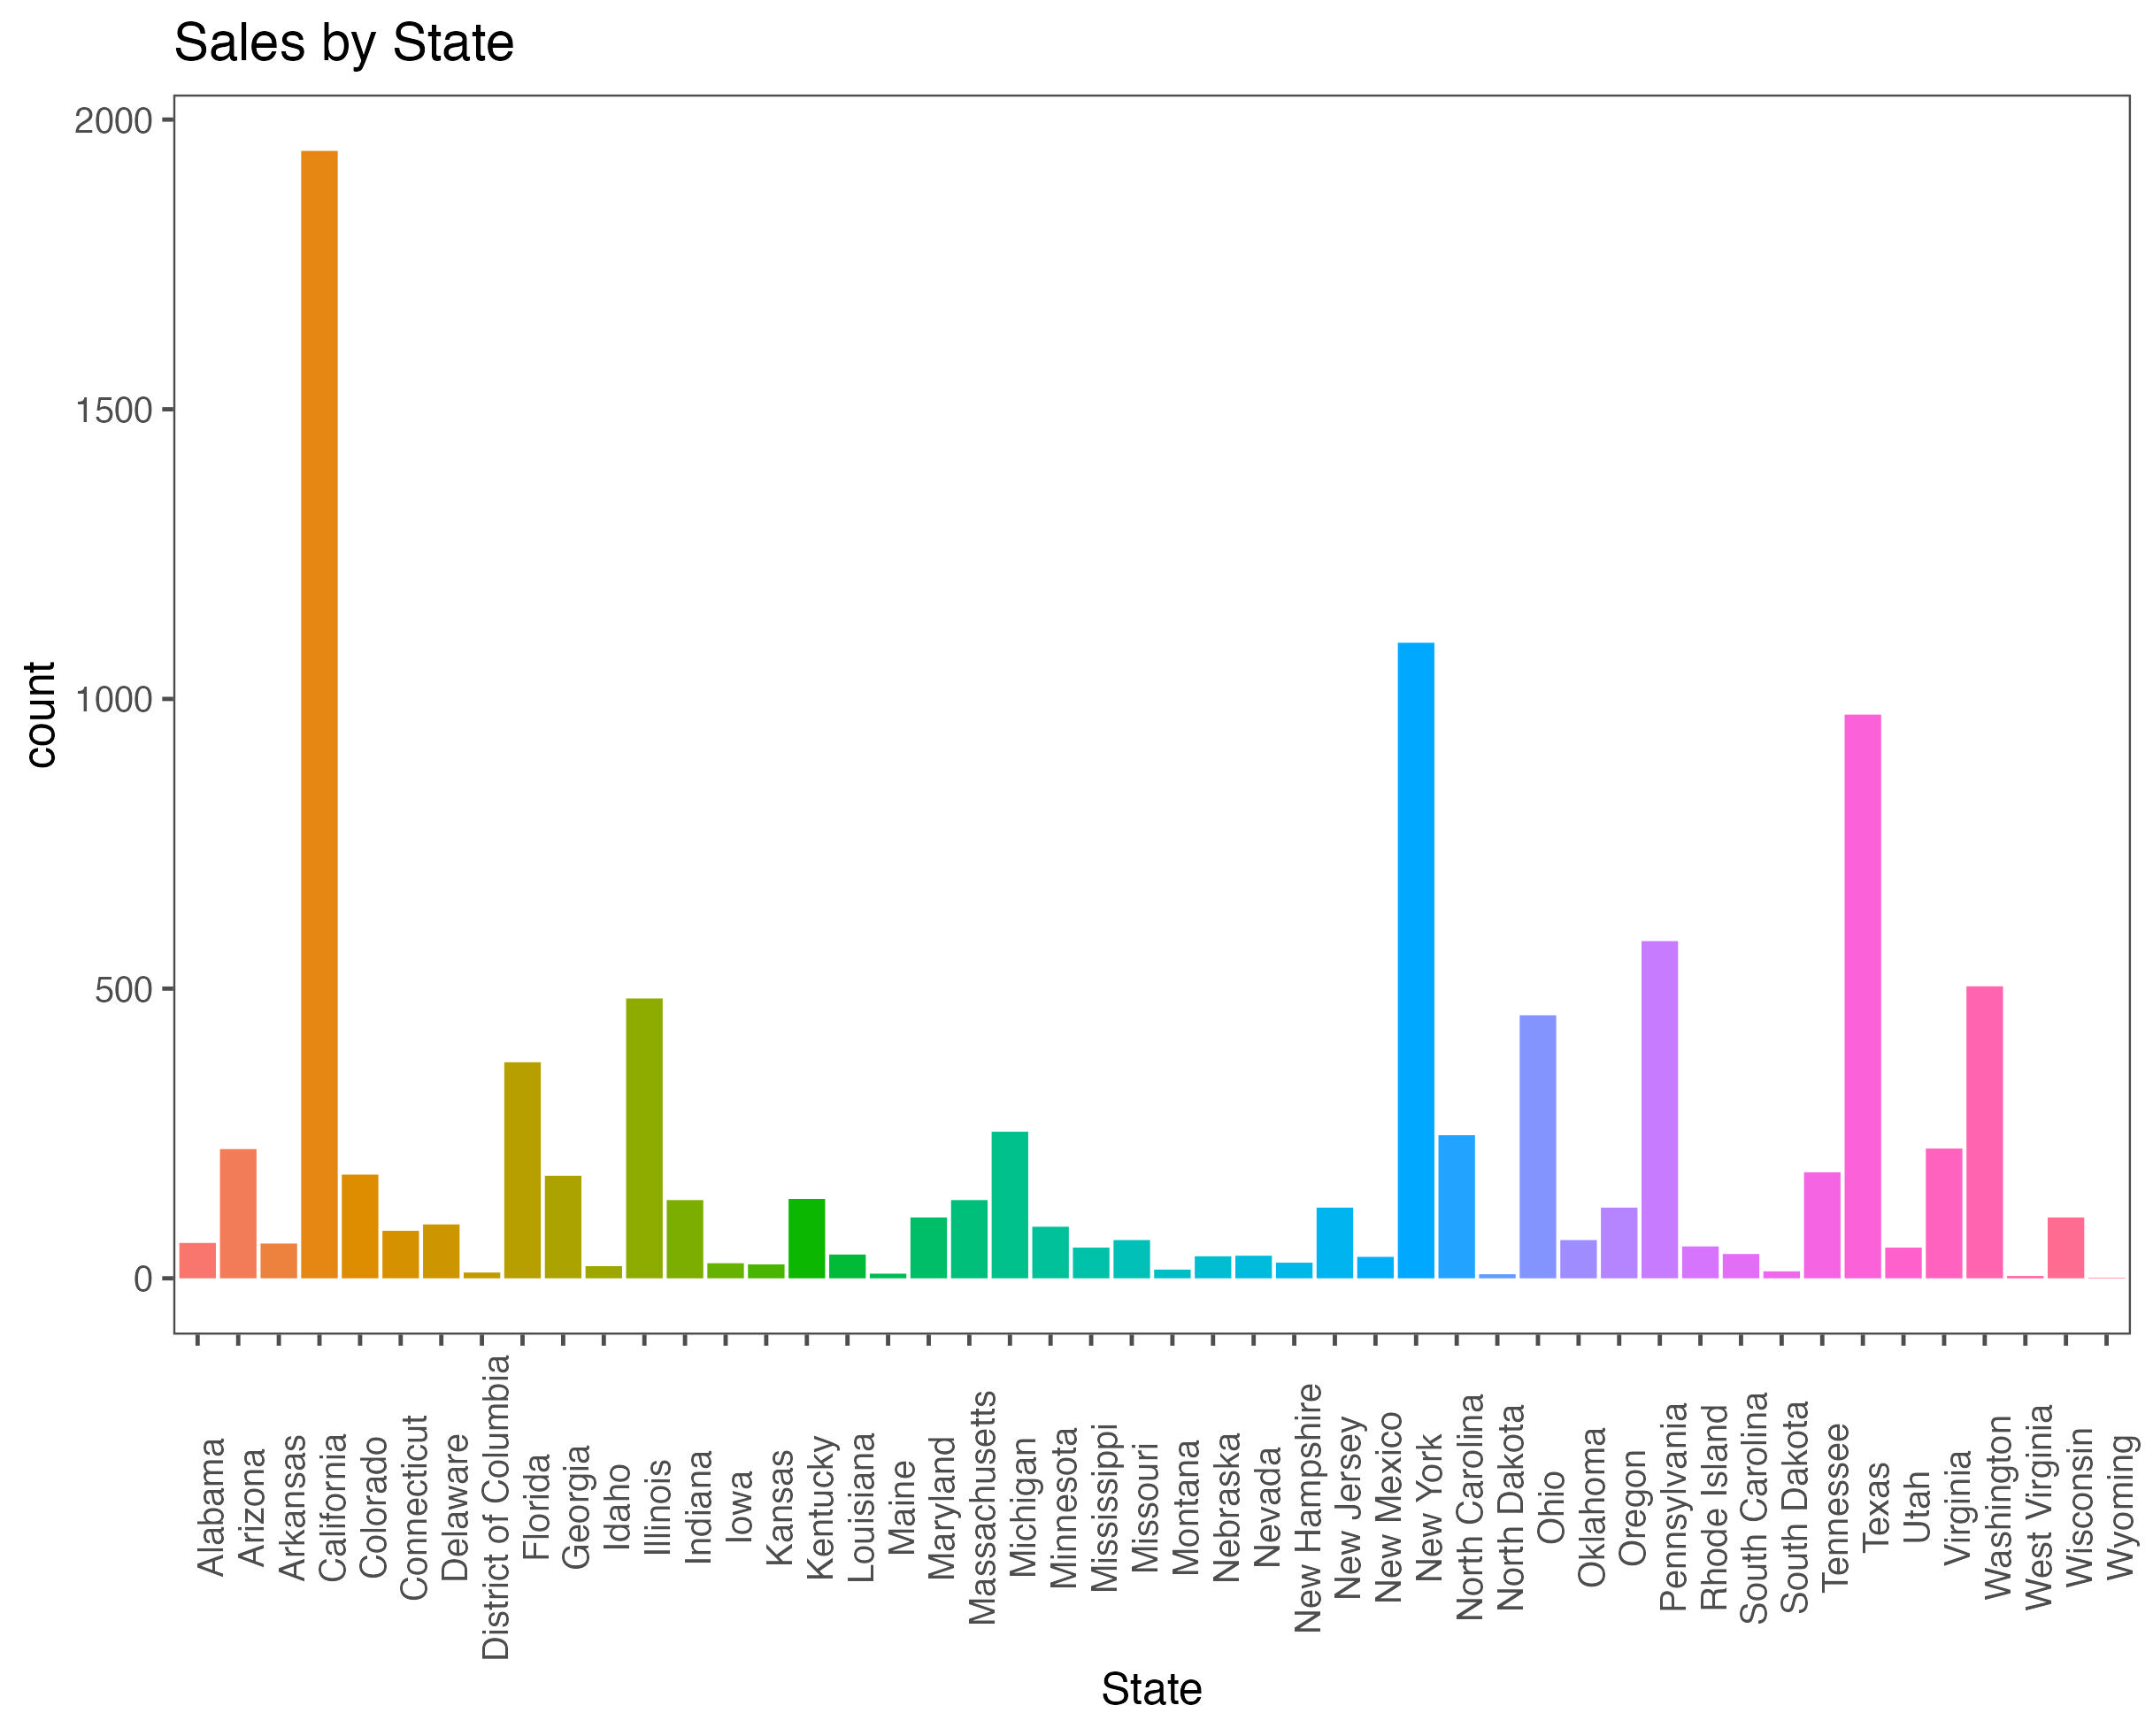 Sales by State
2000
1500
1000
500
0
count
Alabama
Arizona
Arkansas
California
Colorado
Connecticut
Delaware
District of Columbia
Florida
Georgia
Idaho
Illinois
Indiana
Iowa
Kansas
Kentucky
Louisiana
Maine
Maryland
Massachusetts
Michigan
Minnesota
Mississippi
Missouri
Montana
Nebraska
Nevada
New Hampshire
New Jersey
New Mexico
New York
North Carolina
North Dakota
Ohio
Oklahoma
Oregon
Pennsylvania
Rhode Island
South Carolina
South Dakota
Tennessee
Texas
Utah
Virginia
Washington
West Virginia
Wisconsin
Wyoming
State